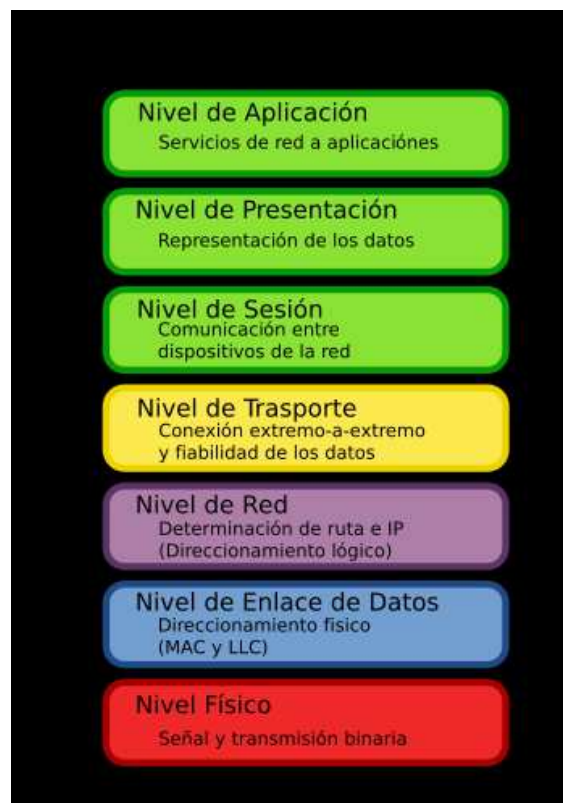 Nivel de Aplicación
Servicios de red a aplicaciónes
Nivel de Presentación
Representación de los datos
Nivel de Sesión
Comunicación entre
dispositivos de la red
Nivel de Trasporte
Conexión extremo-a-extremo
y fiabilidad de los datos
Nivel de Red
Determinación de ruta e IP
(Direccionamiento lógico)
Nivel de Enlace de Datos
Direccionamiento fisico
(MAC y LLC)
Nivel Físico
Señal y transmisión binaria